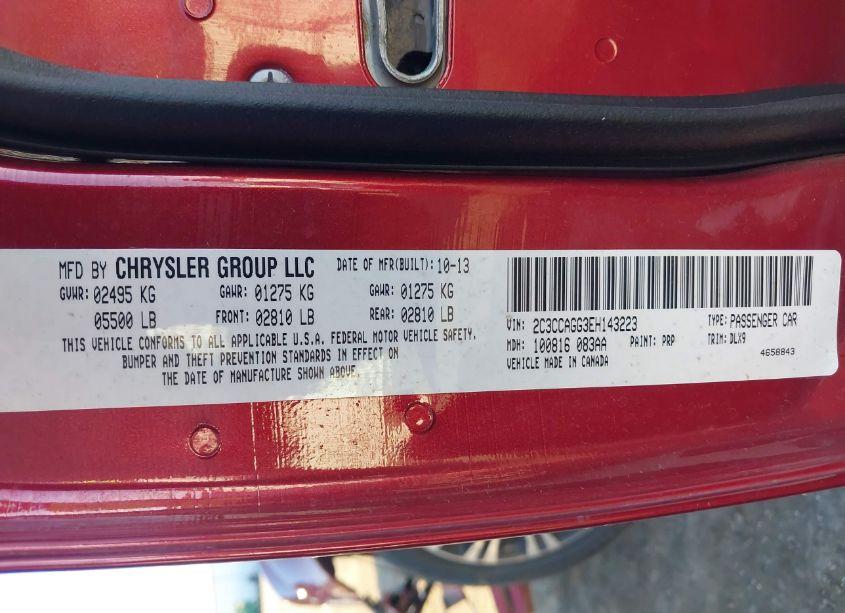 MFD BY CHRYSLER GROUP LLC DATE OF MFR(BUILT): 10-13
GVWR: 02495 KG GAWR: 01275 KG GAWR: 01275 KG
05500 LB FRONT: 02810 LB REAR: 02810 LB
THIS VEHICLE CONFORMS TO ALL APPLICABLE U.S.A. FEDERAL MOTOR VEHICLE SAFETY,
BUMPER AND THEFT PREVENTION STANDARDS IN EFFECT ON
THE DATE OF MANUFACTURE SHOWN ABOVE.
VIN: 2C3CCAGG3EH143223 TYPE: PASSENGER CAR
MDH: 100816 083AA PAINT: PRP TRIM: DLX9
VEHICLE MADE IN CANADA 4658843